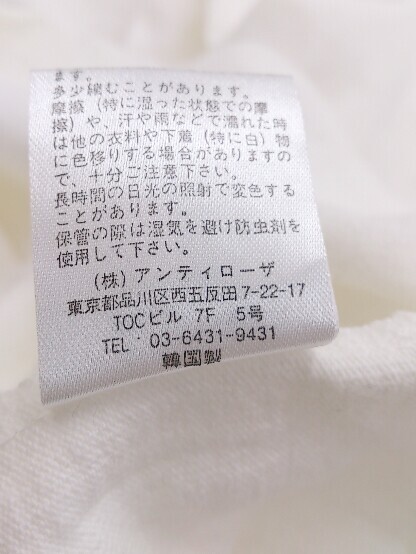 ます。
多少縮むことがあります。
摩擦（特に湿った状態での摩
擦）や、汗や雨などで濡れた時
は他の衣料や下着（特に白）物
に色移りする場合がありますの
で、十分ご注意下さい。
長時間の日光の照射で変色する
ことがあります。
保管の際は湿気を避け防虫剤を
使用して下さい。
（株）アンティローザ
東京都品川区西五反田7-22-17
TOCビル 7F 5号
TEL 03-6431-9431
韓国製